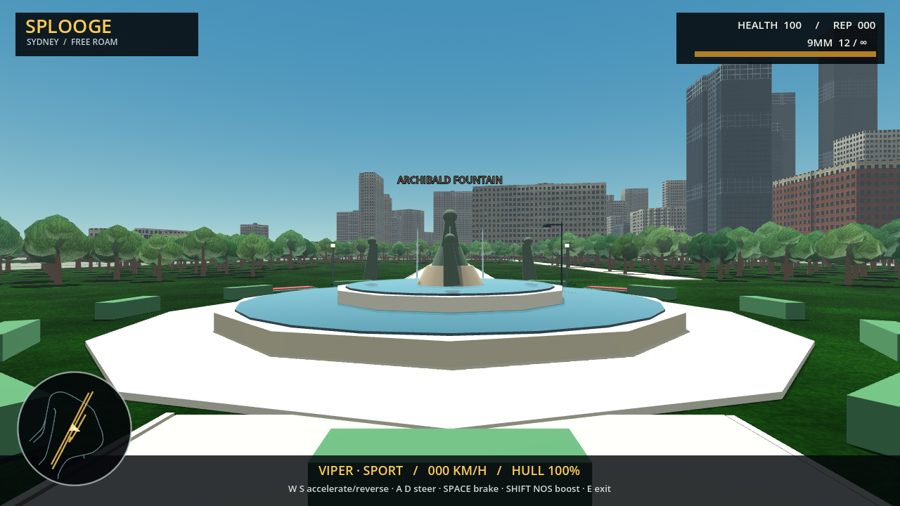 SPLOOGE
SYDNEY / FREE ROAM
HEALTH 100 / REP 000
9MM 12 / ∞
ARCHIBALD FOUNTAIN
VIPER · SPORT / 000 KM/H / HULL 100%
W S accelerate/reverse · A D steer · SPACE brake · SHIFT NOS boost · E exit